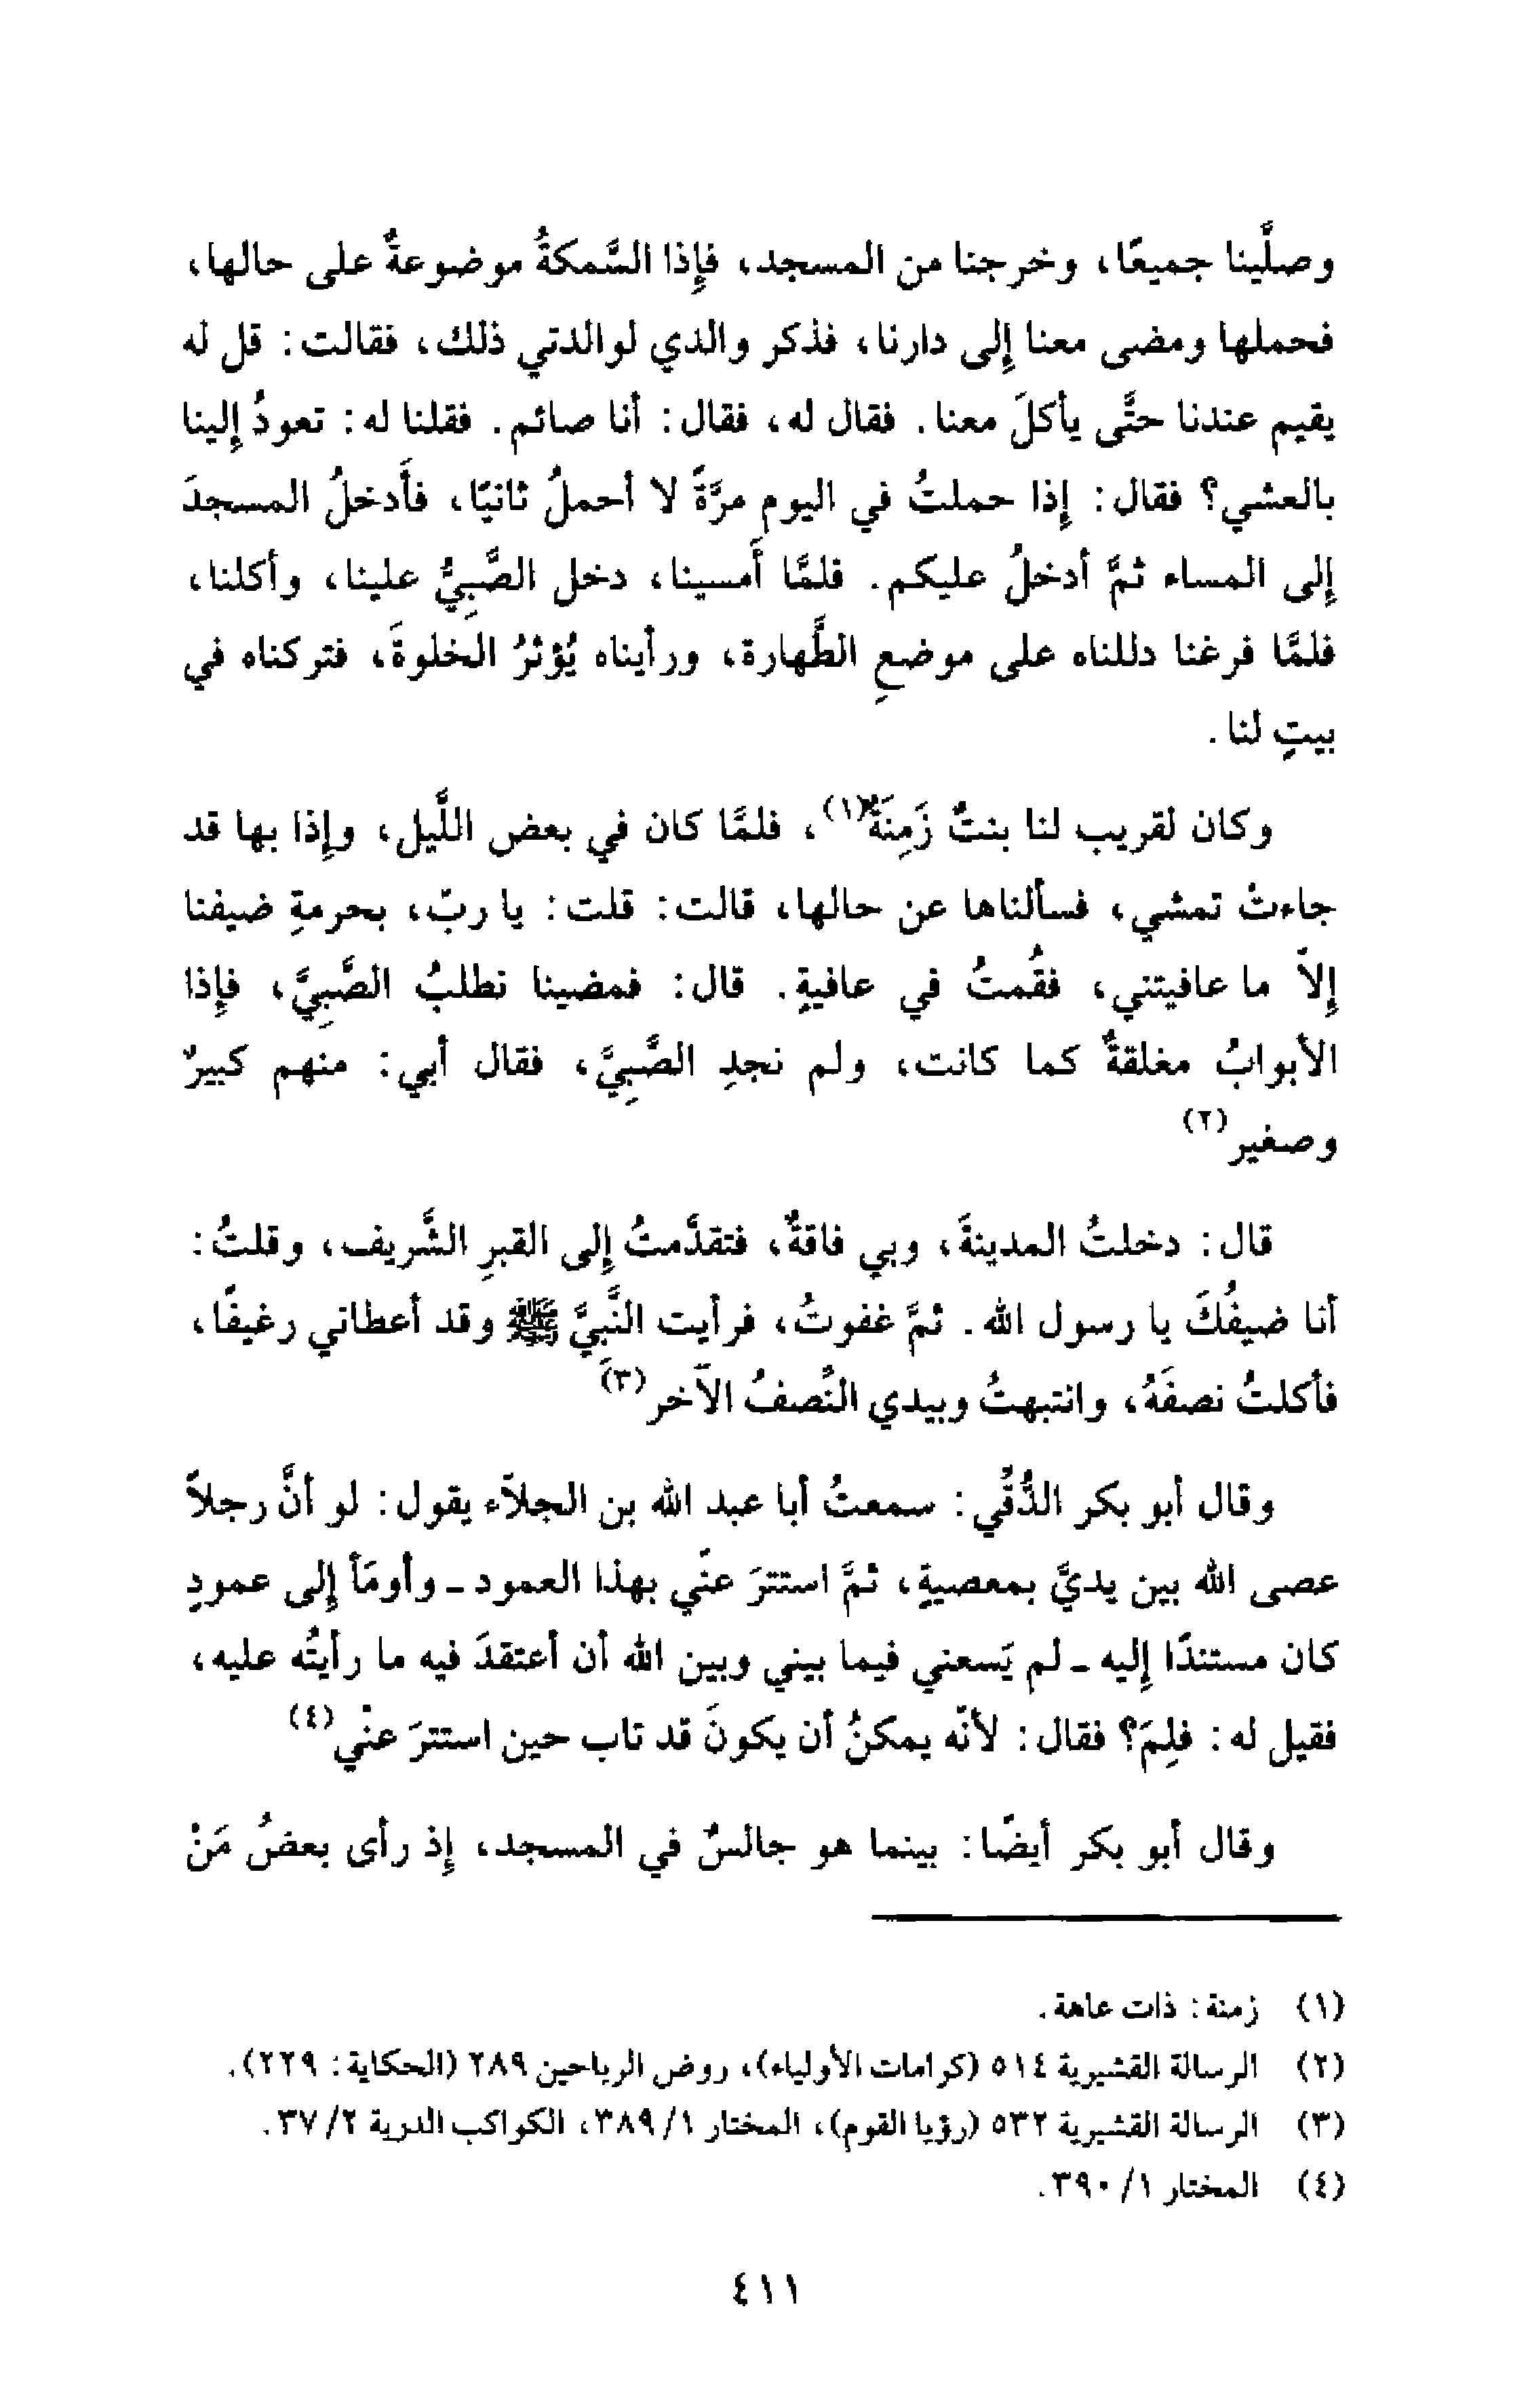 وصلَّينا جميعًا، وخرجنا من المسجد، فإِذا السَّمكةُ موضوعةٌ على حالها،
فحملها ومضى معنا إلى دارنا، فذكر والدي لوالدتي ذلك، فقالت: قل له
يقيم عندنا حتَّى يأكلَ معنا. فقال له، فقال: أنا صائم. فقلنا له: تعودُ إلينا
بالعشي؟ فقال: إذا حملتُ في اليوم مرَّةً لا أحملُ ثانيًا، فأَدخلُ المسجدَ
إلى المساء ثمَّ أدخلُ عليكم. فلمَّا أَمسينا، دخل الصَّبيُّ علينا، وأكلنا،
فلمَّا فرغنا دللناه على موضعِ الطَّهارة، ورأيناه يُؤثرُ الخلوةَ، فتركناه في
بيتٍ لنا.
وكان لقريب لنا بنتٌ زَمِنَةٌ(١)، فلمَّا كان في بعض اللَّيل، وإذا بها قد
جاءتْ تمشي، فسألناها عن حالها، قالت: قلت: يا ربّ، بحرمةِ ضيفنا
إلاّ ما عافيتني، فقُمتُ في عافيةٍ. قال: فمضينا نطلبُ الصَّبِيَّ، فإذا
الأبوابُ مغلقةٌ كما كانت، ولم نجدِ الصَّبِيَّ، فقال أبي: منهم كبيرٌ
وصغير(٢)
قال: دخلتُ المدينةَ، وبي فاقةٌ، فتقدَّمتُ إلى القبرِ الشَّريف، وقلتُ:
أنا ضيفُكَ يا رسول الله. ثمَّ غفوتُ، فرأيت النَّبيَّ ﷺ وقد أعطاني رغيفًا،
فأكلتُ نصفَهُ، وانتبهتُ وبيدي النِّصفُ الآخر(٣)
وقال أبو بكر الدُّقِّي: سمعتُ أبا عبد الله بن الجلاّء يقول: لو أنَّ رجلاً
عصى الله بين يديَّ بمعصيةٍ، ثمَّ استترَ عنّي بهذا العمود - وأومَأ إلى عمودٍ
كان مستندًا إليه - لم يَسعني فيما بيني وبين الله أن أعتقدَ فيه ما رأيتُه عليه،
فقيل له: فلِمَ؟ فقال: لأنّه يمكنُ أن يكونَ قد تاب حين استترَ عنّي(٤)
وقال أبو بكر أيضًا: بينما هو جالسٌ في المسجد، إذ رأى بعضُ مَنْ
(١) زمنة: ذات عاهة.
(٢) الرسالة القشيرية ٥١٤ (كرامات الأولياء)، روض الرياحين ٢٨٩ (الحكاية: ٢٢٩).
(٣) الرسالة القشيرية ٥٣٢ (رؤيا القوم)، المختار ١/ ٣٨٩، الكواكب الدرية ٢/ ٣٧.
(٤) المختار ١/ ٣٩٠.
٤١١